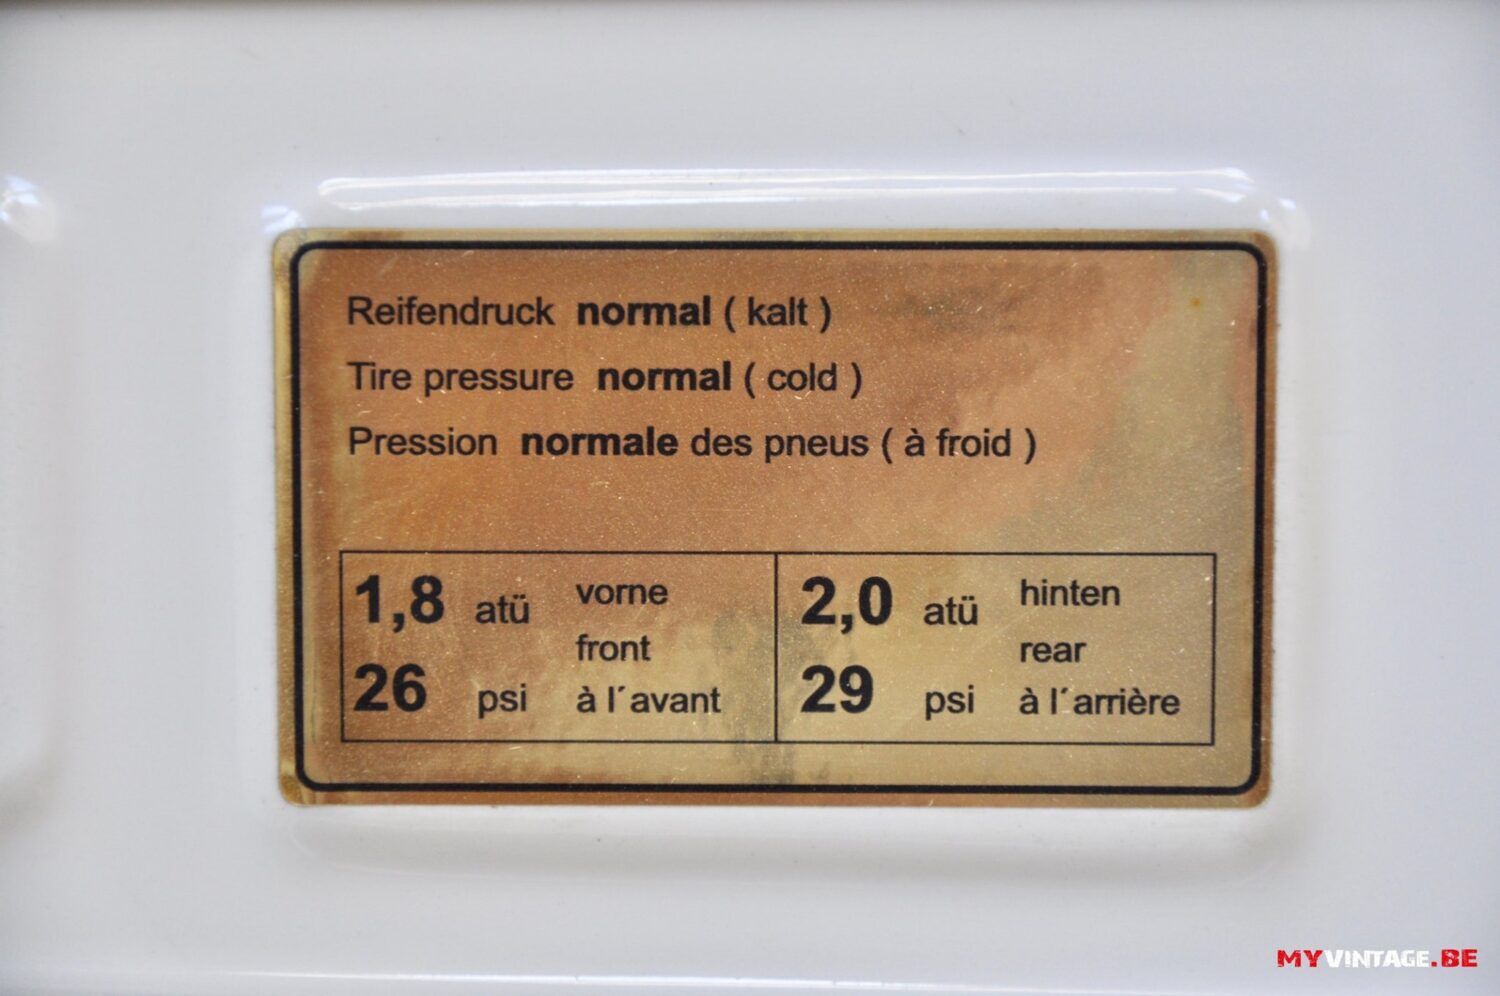 Reifendruck normal ( kalt )
Tire pressure normal ( cold )
Pression normale des pneus ( à froid )
1,8 atü vorne
front
26 psi à l´avant
2,0 atü hinten
rear
29 psi à l´arrière
MYVINTAGE.BE